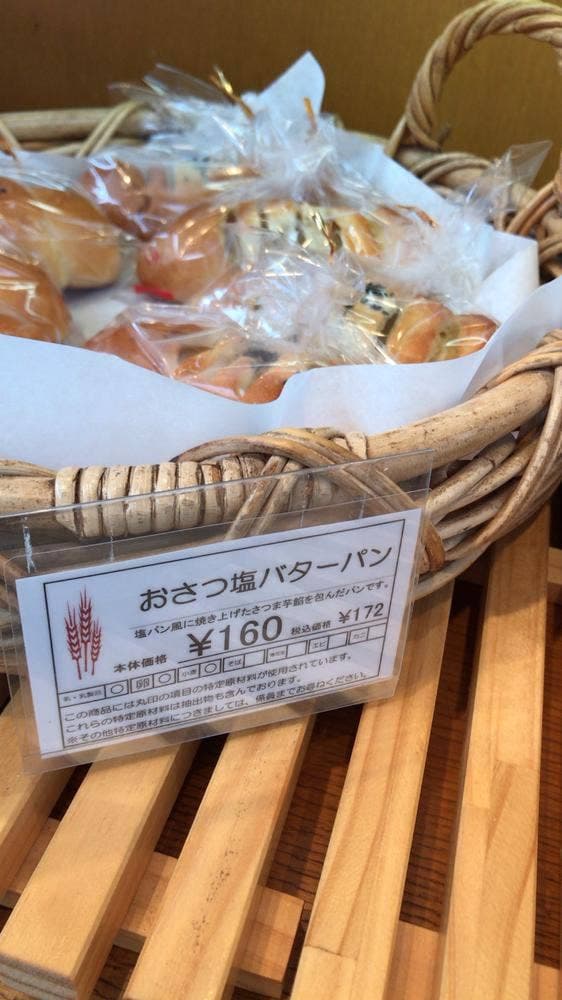 おさつ塩バターパン
塩パン風に焼き上げたさつま芋餡を包んだパンです。
本体価格 ¥160 税込価格 ¥172
乳・乳製品 ○ 卵 ○ 小麦 ○ そば 落花生 エビ カニ
この商品には丸印の項目の特定原材料が使用されています。
これらの特定原材料は抽出物も含んでおります。
※その他特定原材料につきましては、係員までお尋ねください。